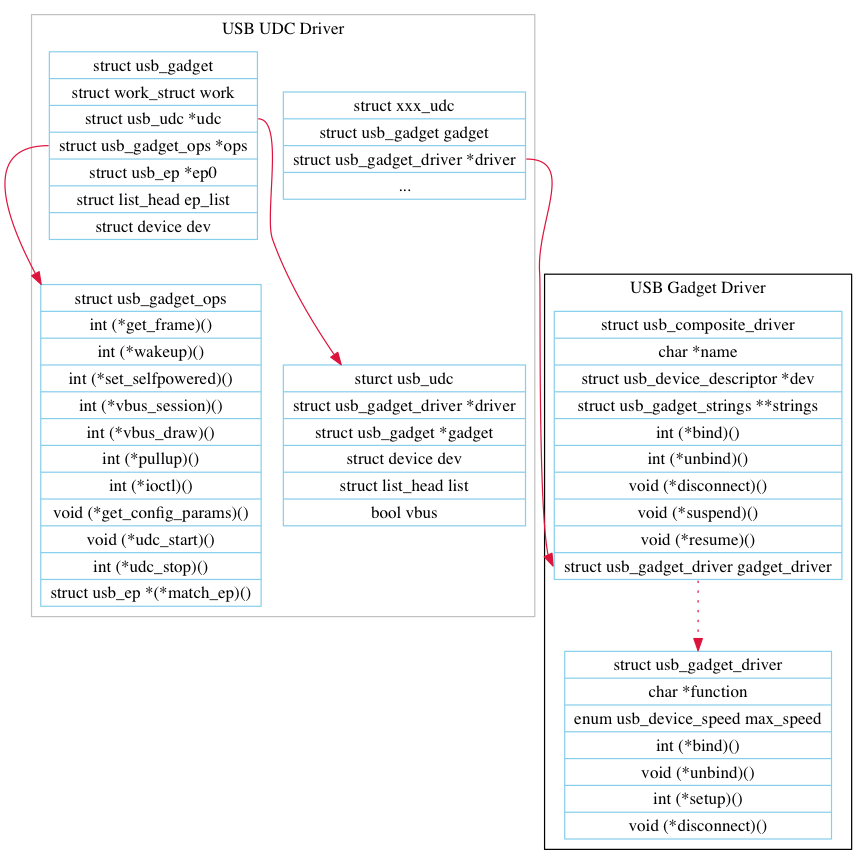 USB UDC Driver
struct usb_gadget
struct work_struct work
struct usb_udc *udc
struct usb_gadget_ops *ops
struct usb_ep *ep0
struct list_head ep_list
struct device dev
struct xxx_udc
struct usb_gadget gadget
struct usb_gadget_driver *driver
...
struct usb_gadget_ops
int (*get_frame)()
int (*wakeup)()
int (*set_selfpowered)()
int (*vbus_session)()
int (*vbus_draw)()
int (*pullup)()
int (*ioctl)()
void (*get_config_params)()
void (*udc_start)()
int (*udc_stop)()
struct usb_ep *(*match_ep)()
sturct usb_udc
struct usb_gadget_driver *driver
struct usb_gadget *gadget
struct device dev
struct list_head list
bool vbus
USB Gadget Driver
struct usb_composite_driver
char *name
struct usb_device_descriptor *dev
struct usb_gadget_strings **strings
int (*bind)()
int (*unbind)()
void (*disconnect)()
void (*suspend)()
void (*resume)()
struct usb_gadget_driver gadget_driver
struct usb_gadget_driver
char *function
enum usb_device_speed max_speed
int (*bind)()
void (*unbind)()
int (*setup)()
void (*disconnect)()